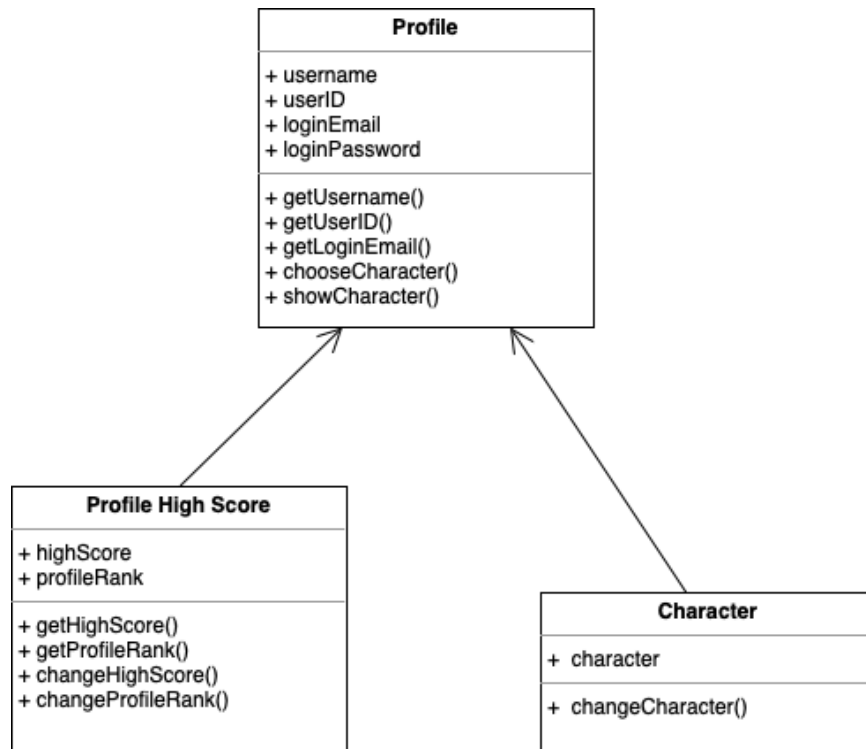 Profile
+ username
+ userID
+ loginEmail
+ loginPassword
+ getUsername()
+ getUserID()
+ getLoginEmail()
+ chooseCharacter()
+ showCharacter()
Profile High Score
+ highScore
+ profileRank
+ getHighScore()
+ getProfileRank()
+ changeHighScore()
+ changeProfileRank()
Character
+ character
+ changeCharacter()